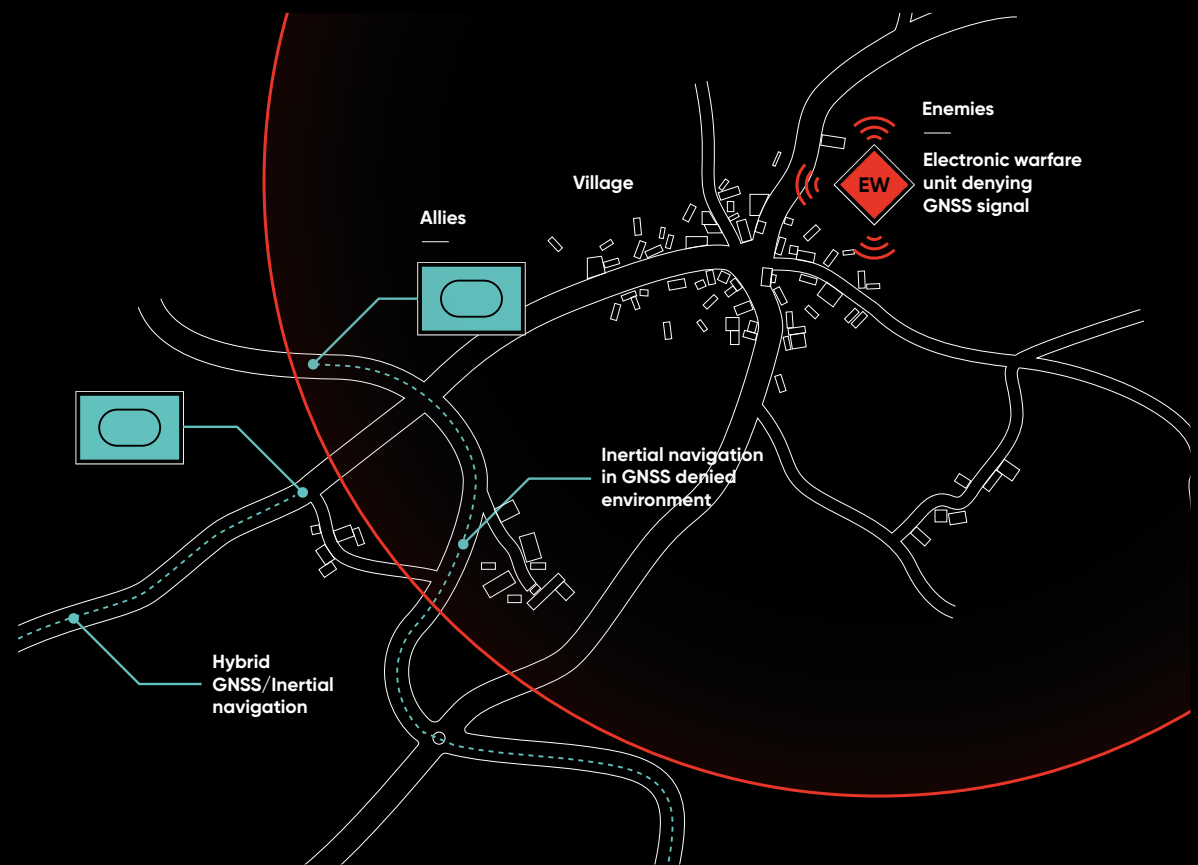 Enemies
Electronic warfare
unit denying
GNSS signal
EW
Village
Allies
Inertial navigation
in GNSS denied
environment
Hybrid
GNSS/Inertial
navigation